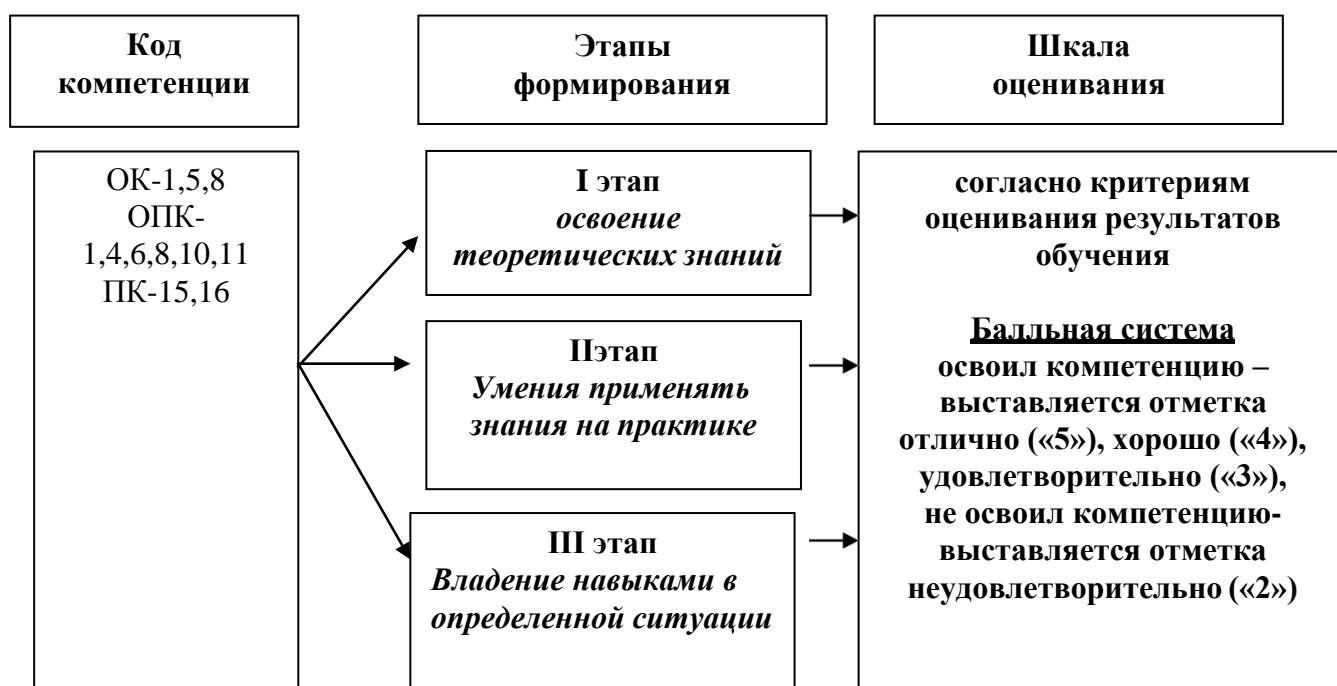 Код
компетенции
Этапы
формирования
Шкала
оценивания
ОК-1,5,8
ОПК-
1,4,6,8,10,11
ПК-15,16
I этап
освоение
теоретических знаний
IIэтап
Умения применять
знания на практике
III этап
Владение навыками в
определенной ситуации
согласно критериям
оценивания результатов
обучения
Балльная система
освоил компетенцию –
выставляется отметка
отлично («5»), хорошо («4»),
удовлетворительно («3»),
не освоил компетенцию-
выставляется отметка
неудовлетворительно («2»)